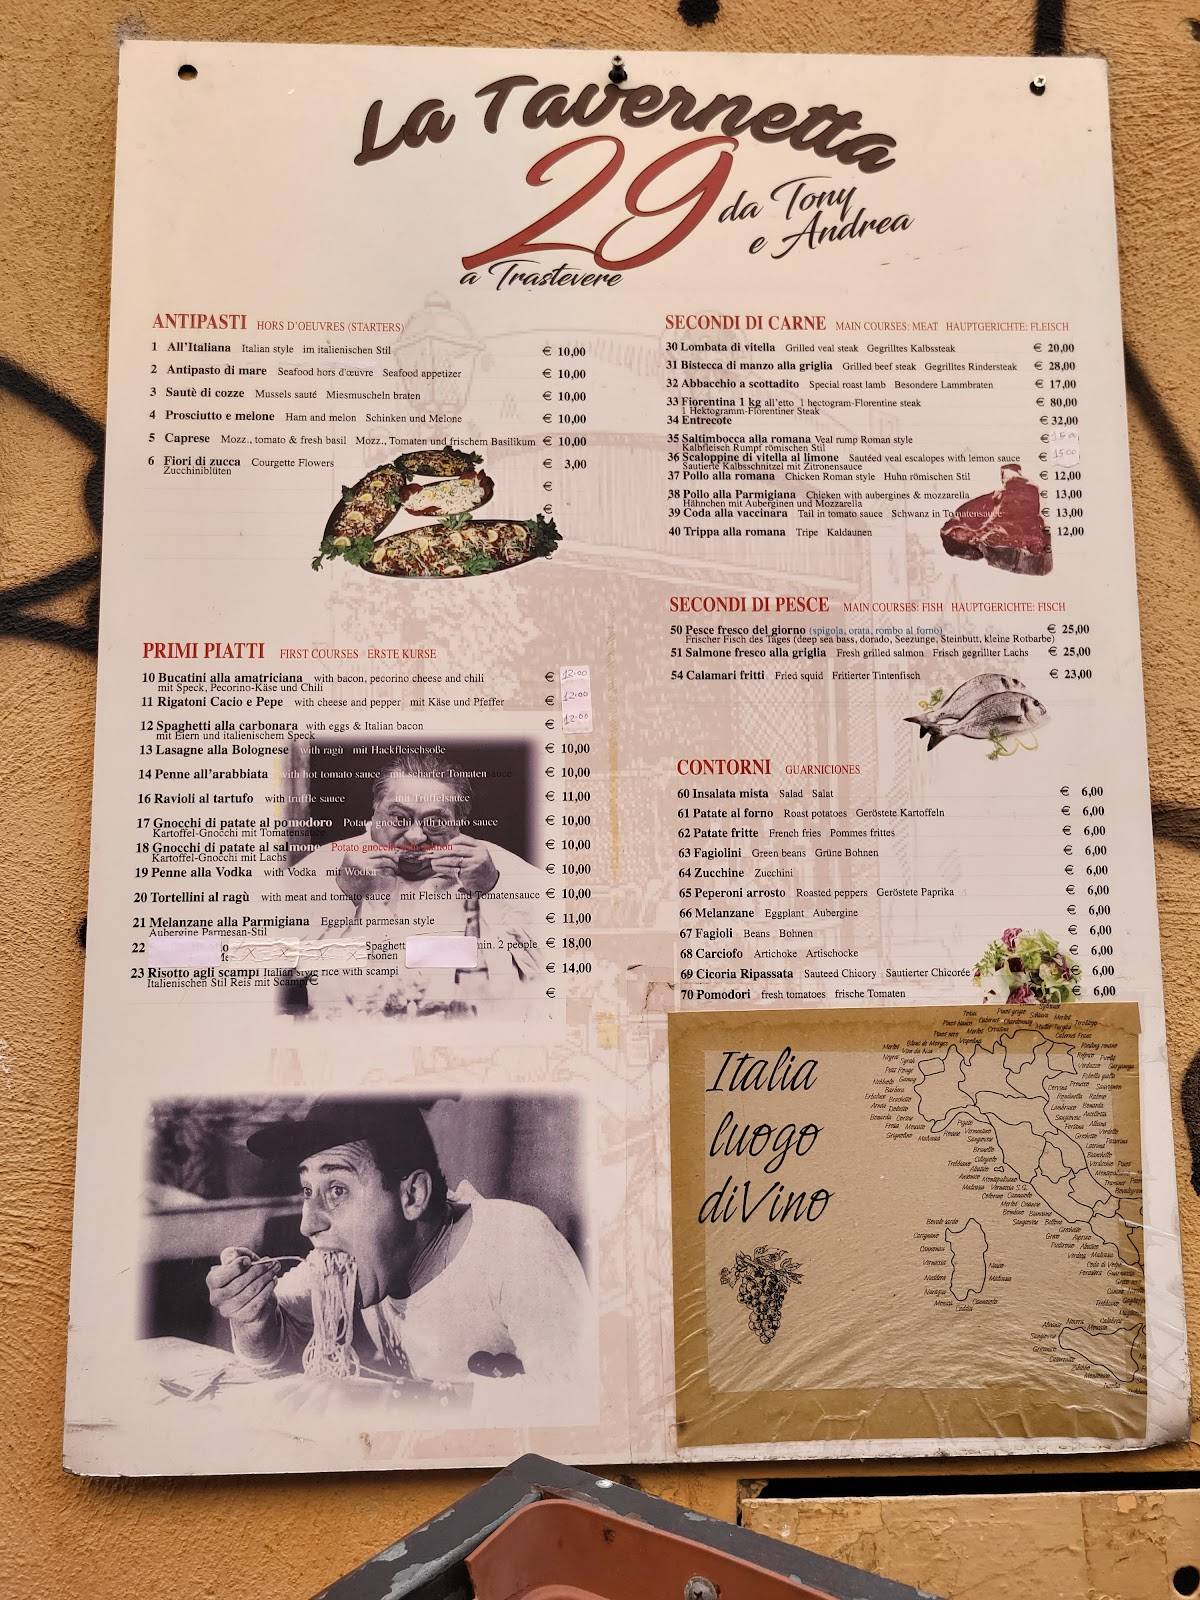 La Tavernetta
29
da Tony
e Andrea
a Trastevere
ANTIPASTI HORS D'OEUVRES (STARTERS)
1 All'Italiana Italian style im italienischen Stil € 10,00
2 Antipasto di mare Seafood hors d'œuvre Seafood appetizer € 10,00
3 Sautè di cozze Mussels sauté Miesmuscheln braten € 10,00
4 Prosciutto e melone Ham and melon Schinken und Melone € 10,00
5 Caprese Mozz., tomato & fresh basil Mozz., Tomaten und frischem Basilikum € 10,00
6 Fiori di zucca Courgette Flowers € 3,00
Zucchiniblüten
€
€
PRIMI PIATTI FIRST COURSES ERSTE KURSE
10 Bucatini alla amatriciana with bacon, pecorino cheese and chili € 12.00
mit Speck, Pecorino-Käse und Chili
11 Rigatoni Cacio e Pepe with cheese and pepper mit Käse und Pfeffer € 12.00
12 Spaghetti alla carbonara with eggs & Italian bacon € 12.00
mit Eiern und italienischem Speck
13 Lasagne alla Bolognese with ragù mit Hackfleischsoße € 10,00
14 Penne all'arabbiata with hot tomato sauce mit scharfer Tomaten € 10,00
16 Ravioli al tartufo with truffle sauce mit Trüffelsauce € 11,00
17 Gnocchi di patate al pomodoro Potato gnocchi with tomato sauce € 10,00
Kartoffel-Gnocchi mit Tomatensauce
18 Gnocchi di patate al salmone Potato gnocchi with salmon € 10,00
Kartoffel-Gnocchi mit Lachs
19 Penne alla Vodka with Vodka mit Wodka € 10,00
20 Tortellini al ragù with meat and tomato sauce mit Fleisch und Tomatensauce € 10,00
21 Melanzane alla Parmigiana Eggplant parmesan style € 11,00
Aubergine Parmesan-Stil
22 Spaghett min. 2 people € 18,00
rsonen
23 Risotto agli scampi Italian style rice with scampi € 14,00
Italienischen Stil Reis mit Scampi €
€
SECONDI DI CARNE MAIN COURSES: MEAT HAUPTGERICHTE: FLEISCH
30 Lombata di vitella Grilled veal steak Gegrilltes Kalbssteak € 20,00
31 Bistecca di manzo alla griglia Grilled beef steak Gegrilltes Rindersteak € 28,00
32 Abbacchio a scottadito Special roast lamb Besondere Lammbraten € 17,00
33 Fiorentina 1 kg all'etto 1 hectogram-Florentine steak € 80,00
1 Hektogramm-Florentiner Steak
34 Entrecote € 32,00
35 Saltimbocca alla romana Veal rump Roman style €
Kalbfleisch Rumpf römischen Stil
36 Scaloppine di vitella al limone Sautéed veal escalopes with lemon sauce € 15.00
Sautierte Kalbsschnitzel mit Zitronensauce
37 Pollo alla romana Chicken Roman style Huhn römischen Stil € 12,00
38 Pollo alla Parmigiana Chicken with aubergines & mozzarella € 13,00
Hähnchen mit Auberginen und Mozzarella
39 Coda alla vaccinara Tail in tomato sauce Schwanz in Tomatensauce € 13,00
40 Trippa alla romana Tripe Kaldaunen € 12,00
€
SECONDI DI PESCE MAIN COURSES: FISH HAUPTGERICHTE: FISCH
50 Pesce fresco del giorno (spigola, orata, rombo al forno) € 25,00
Frischer Fisch des Tages (deep sea bass, dorado, Seezunge, Steinbutt, kleine Rotbarbe)
51 Salmone fresco alla griglia Fresh grilled salmon Frisch gegrillter Lachs € 25,00
54 Calamari fritti Fried squid Fritierter Tintenfisch € 23,00
CONTORNI GUARNICIONES
60 Insalata mista Salad Salat € 6,00
61 Patate al forno Roast potatoes Geröstete Kartoffeln € 6,00
62 Patate fritte French fries Pommes frittes € 6,00
63 Fagiolini Green beans Grüne Bohnen € 6,00
64 Zucchine Zucchini € 6,00
65 Peperoni arrosto Roasted peppers Geröstete Paprika € 6,00
66 Melanzane Eggplant Aubergine € 6,00
67 Fagioli Beans Bohnen € 6,00
68 Carciofo Artichoke Artischocke € 6,00
69 Cicoria Ripassata Sauteed Chicory Sautierter Chicorée € 6,00
70 Pomodori fresh tomatoes frische Tomaten € 6,00
Italia
luogo
diVino